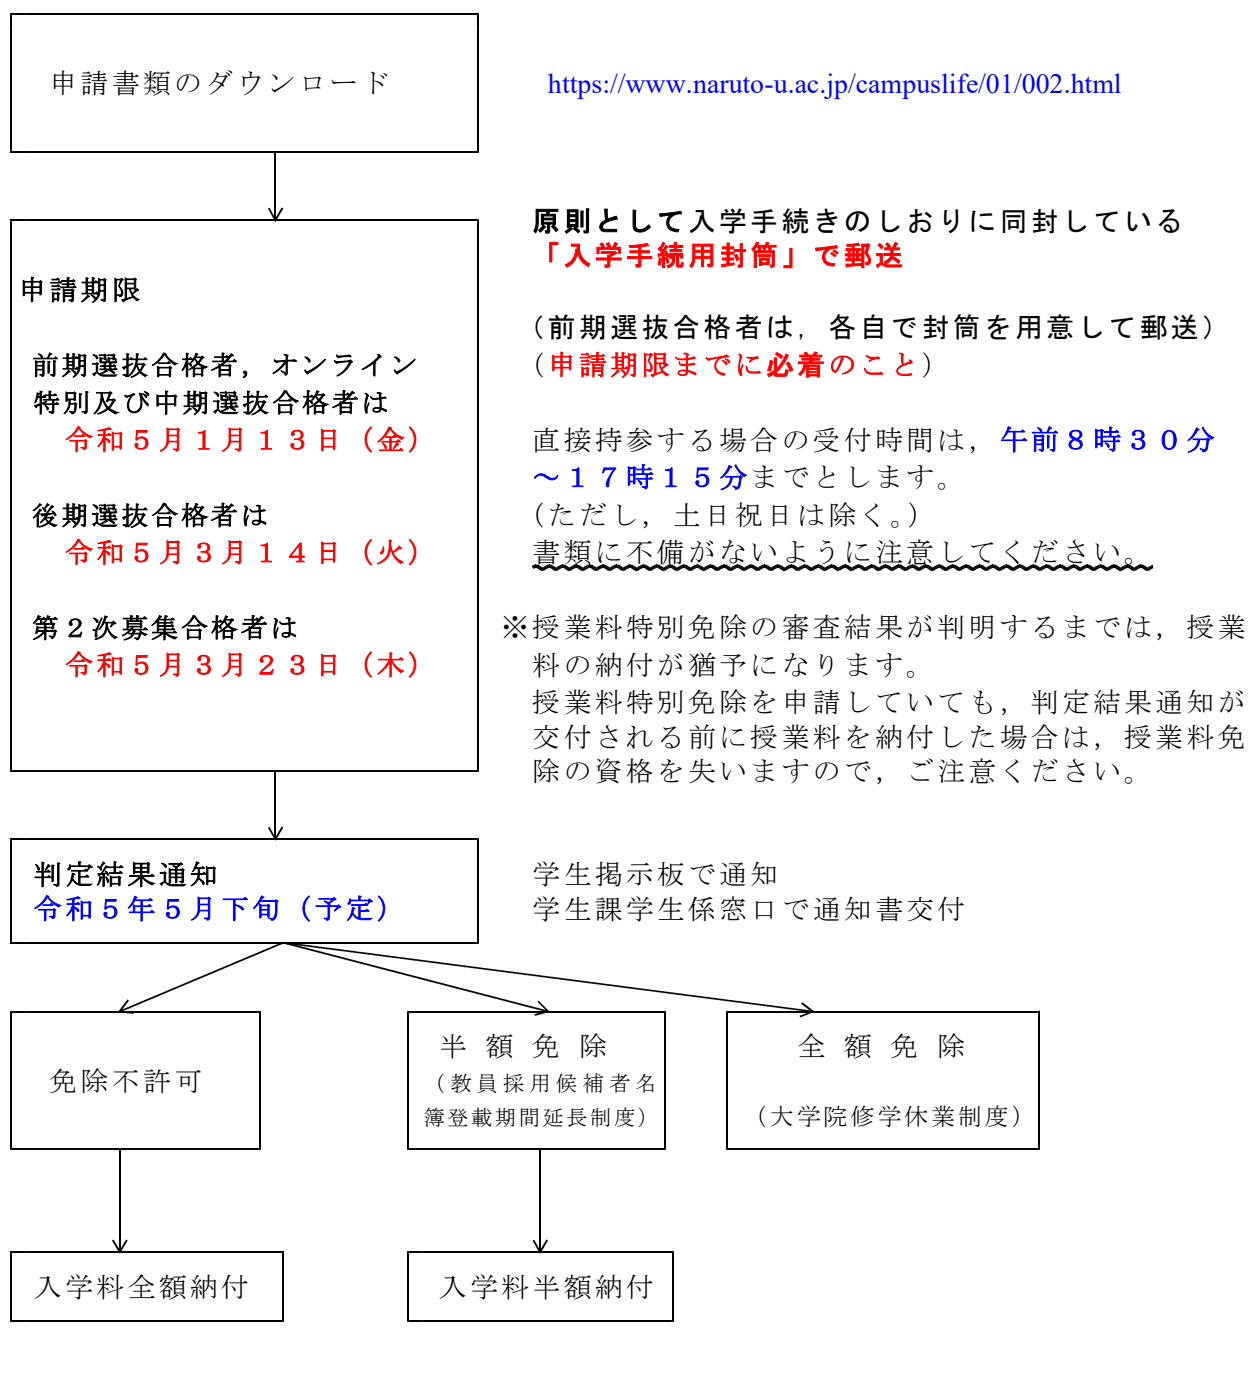 申請書類のダウンロード
https://www.naruto-u.ac.jp/campuslife/01/002.html
申請期限
前期選抜合格者，オンライン
特別及び中期選抜合格者は
令和５月１月１３日（金）
後期選抜合格者は
令和５月３月１４日（火）
第２次募集合格者は
令和５月３月２３日（木）
原則として入学手続きのしおりに同封している
「入学手続用封筒」で郵送
（前期選抜合格者は，各自で封筒を用意して郵送）
（申請期限までに必着のこと）
直接持参する場合の受付時間は，午前８時３０分
～１７時１５分までとします。
（ただし，土日祝日は除く。）
書類に不備がないように注意してください。
※授業料特別免除の審査結果が判明するまでは，授業
料の納付が猶予になります。
授業料特別免除を申請していても，判定結果通知が
交付される前に授業料を納付した場合は，授業料免
除の資格を失いますので，ご注意ください。
判定結果通知
令和５年５月下旬（予定）
学生掲示板で通知
学生課学生係窓口で通知書交付
免除不許可
半額免除
（教員採用候補者名
簿登載期間延長制度）
全額免除
（大学院修学休業制度）
入学料全額納付
入学料半額納付